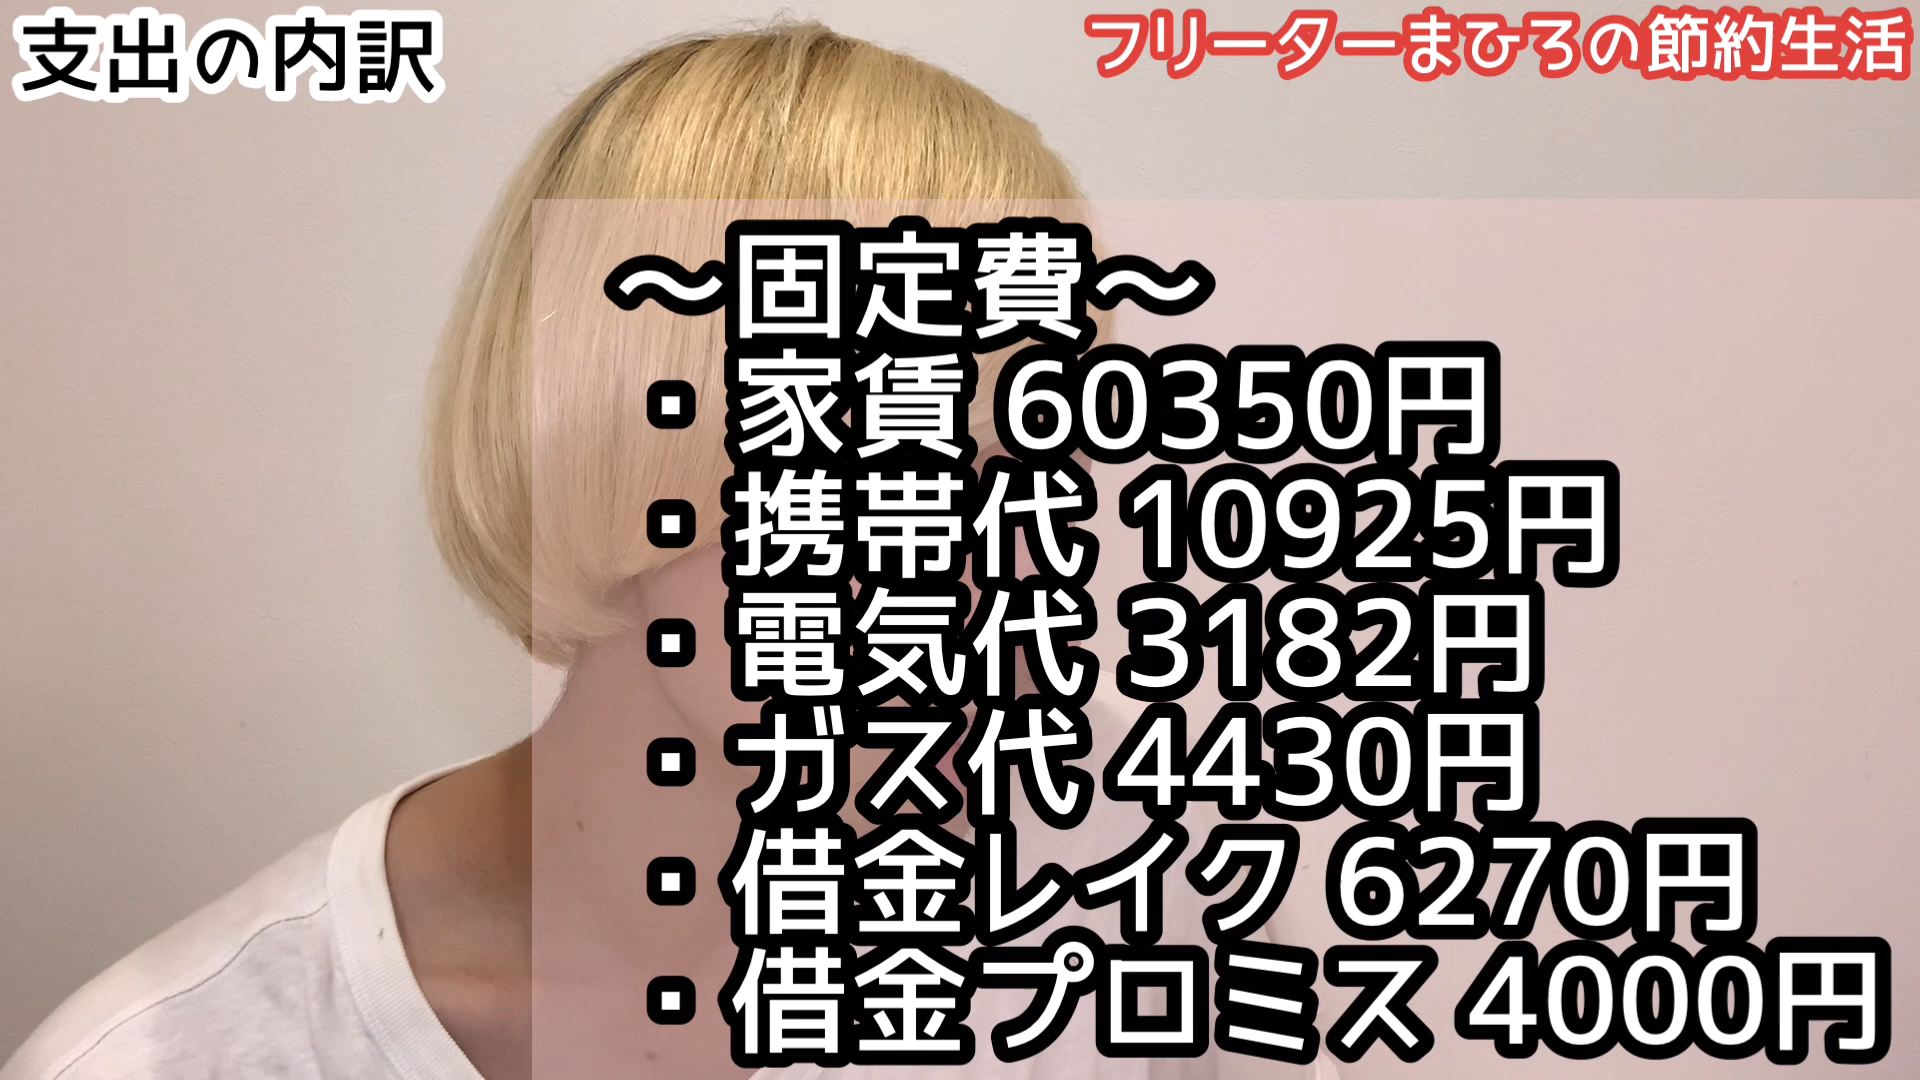 支出の内訳
フリーターまひろの節約生活
～固定費～
・家賃 60350円
・携帯代 10925円
・電気代 3182円
・ガス代 4430円
・借金レイク 6270円
・借金プロミス 4000円